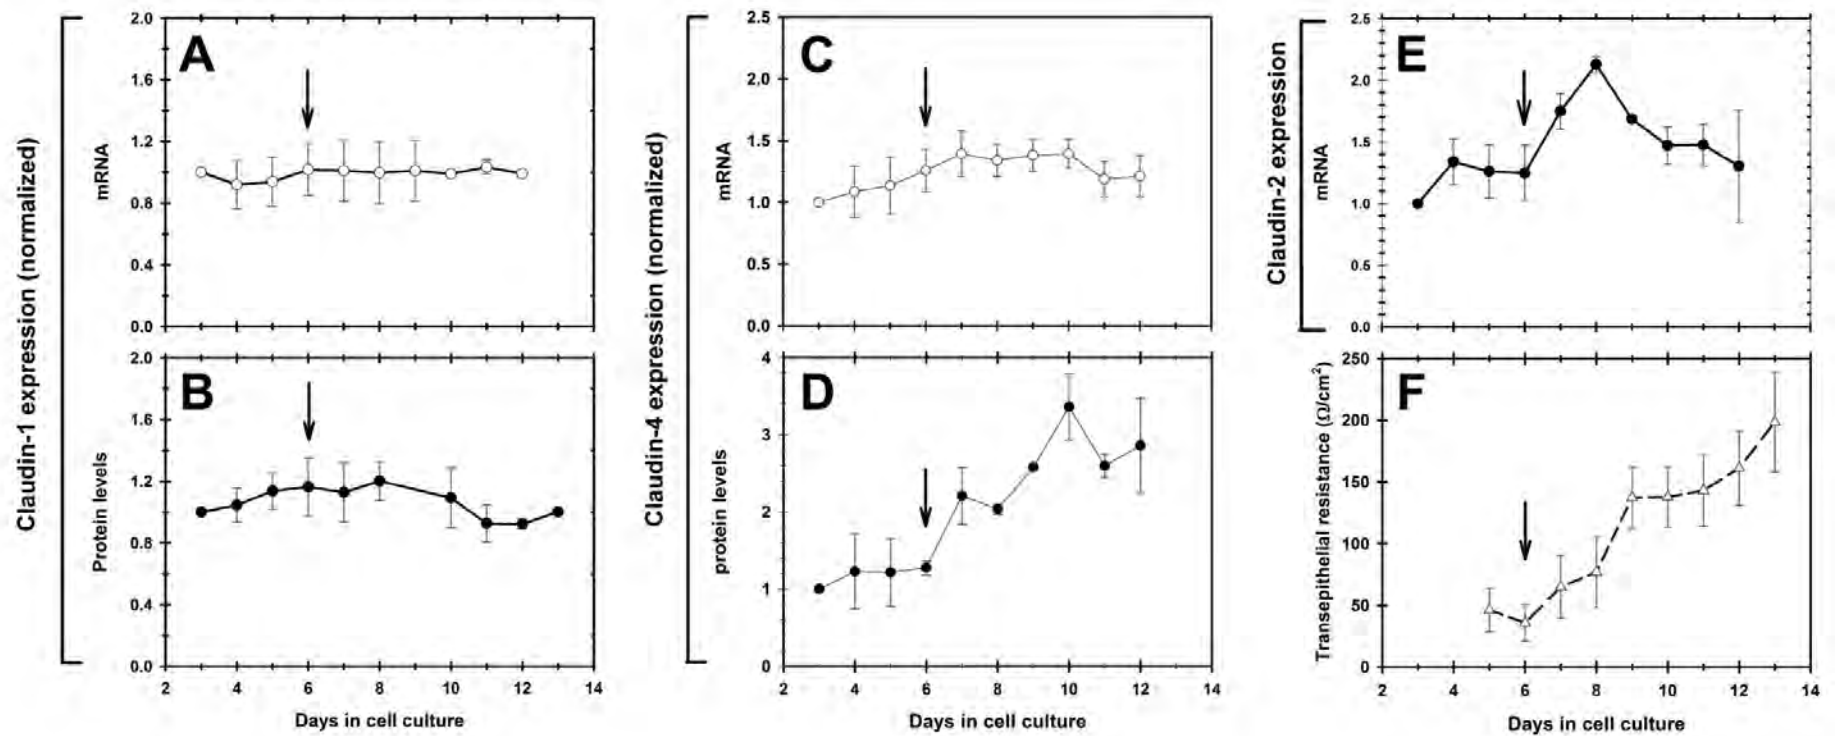 Claudin-1 expression (normalized)
mRNA
A
2.0
1.6
1.2
0.8
0.4
0.0
Protein levels
B
2.0
1.6
1.2
0.8
0.4
0.0
2 4 6 8 10 12 14
Days in cell culture
Claudin-4 expression (normalized)
mRNA
C
2.5
2.0
1.5
1.0
0.5
0.0
protein levels
D
4
3
2
1
0
2 4 6 8 10 12 14
Days in cell culture
Claudin-2 expression
mRNA
E
2.5
2.0
1.5
1.0
0.5
0.0
Transepithelial resistance (Ω/cm²)
F
250
200
150
100
50
0
2 4 6 8 10 12 14
Days in cell culture